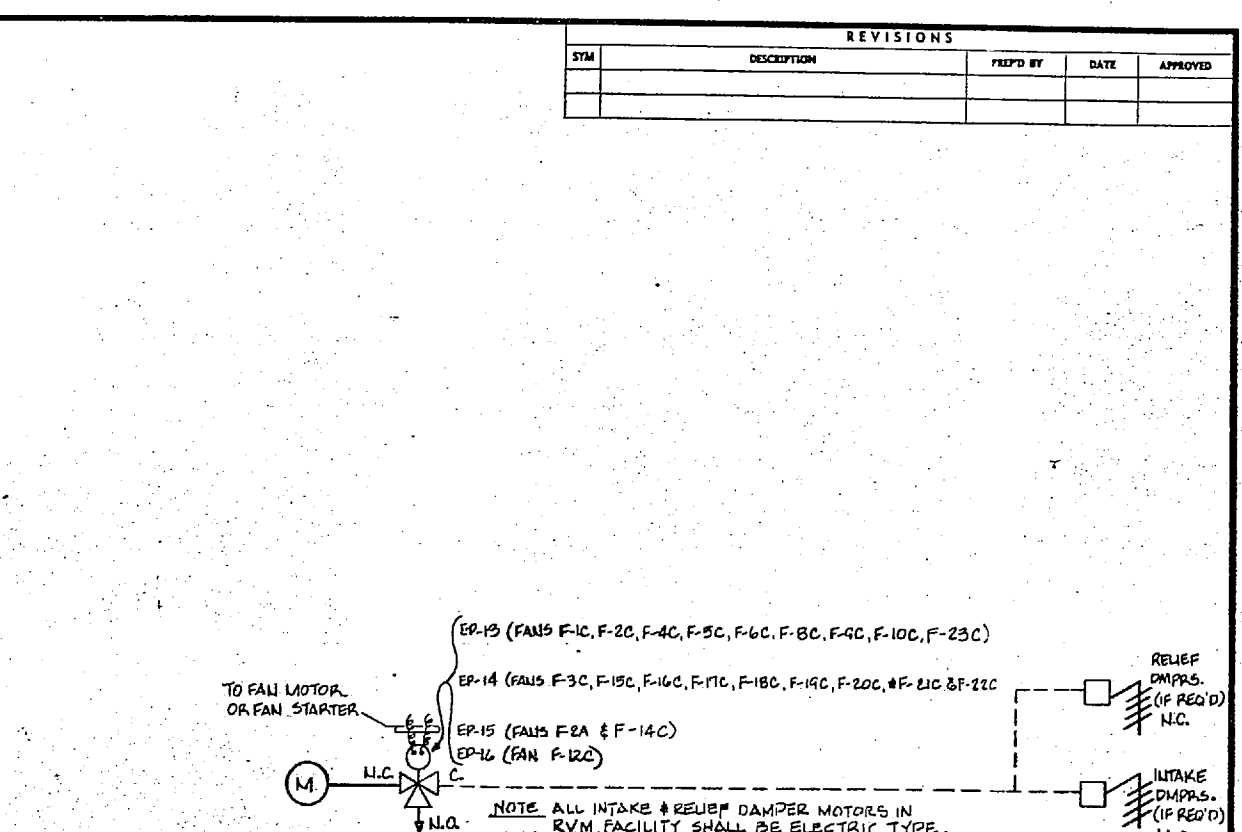 REVISIONS
SYM DESCRIPTION PREP'D BY DATE APPROVED
EP-13 (FANS F-1C, F-2C, F-4C, F-5C, F-6C, F-8C, F-9C, F-10C, F-23C)
EP-14 (FANS F-3C, F-15C, F-16C, F-17C, F-18C, F-19C, F-20C, & F-21C & F-22C
EP-15 (FANS F-2A & F-14C)
EP-16 (FAN F-12C)
TO FAN MOTOR
OR FAN STARTER
M
N.C.
C.
N.O.
NOTE ALL INTAKE & RELIEF DAMPER MOTORS IN
RVM FACILITY SHALL BE ELECTRIC TYPE.
RELIEF
DMPRS.
(IF REQ'D)
N.C.
INTAKE
DMPRS.
(IF REQ'D)